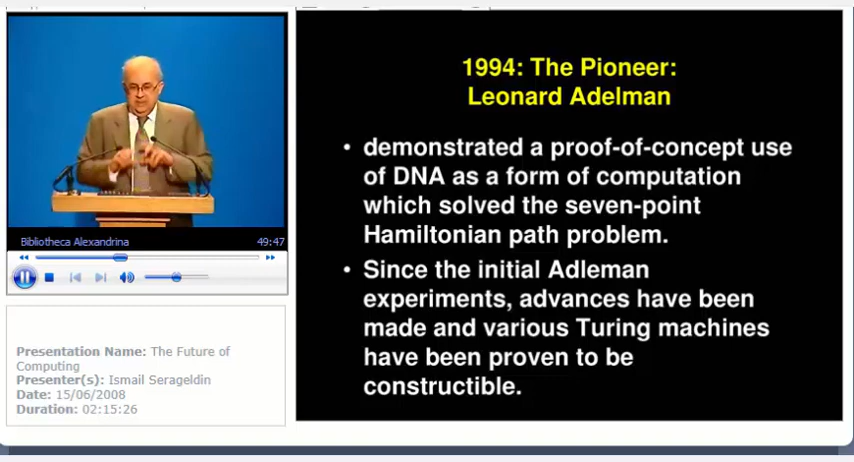 Bibliotheca Alexandrina 49:47
Presentation Name: The Future of
Computing
Presenter(s): Ismail Serageldin
Date: 15/06/2008
Duration: 02:15:26
1994: The Pioneer:
Leonard Adelman
• demonstrated a proof-of-concept use
of DNA as a form of computation
which solved the seven-point
Hamiltonian path problem.
• Since the initial Adleman
experiments, advances have been
made and various Turing machines
have been proven to be
constructible.